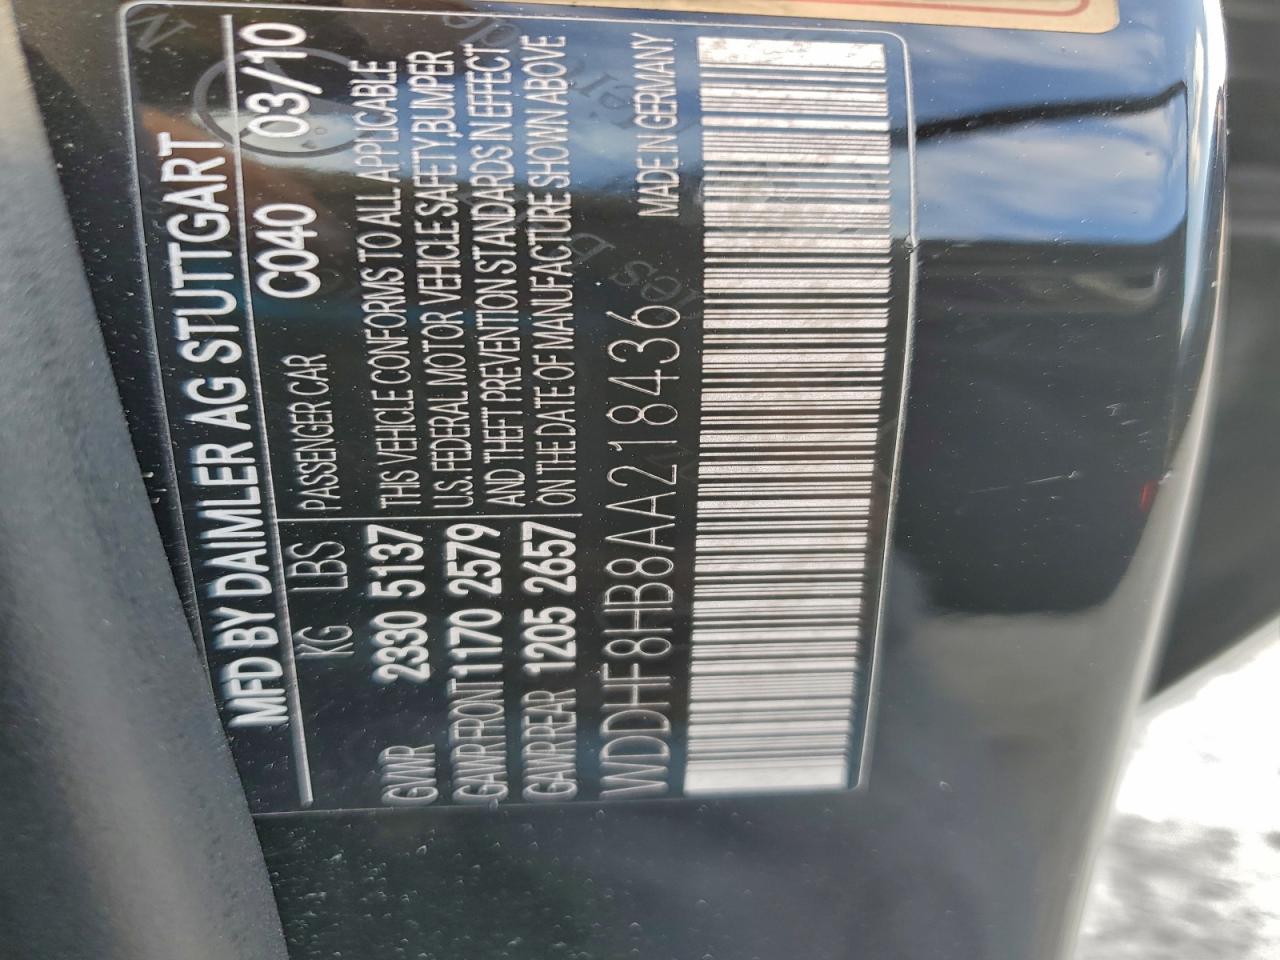 MFD BY DAIMLER AG STUTTGART
KG LBS PASSENGER CAR C040 03/10
GVWR 2330 5137 THIS VEHICLE CONFORMS TO ALL APPLICABLE
GAWR FRONT 1170 2579 U.S. FEDERAL MOTOR VEHICLE SAFETY,BUMPER
GAWR REAR 1205 2657 AND THEFT PREVENTION STANDARDS IN EFFECT
ON THE DATE OF MANUFACTURE SHOWN ABOVE
WDDHF8HB8AA218436 MADE IN GERMANY